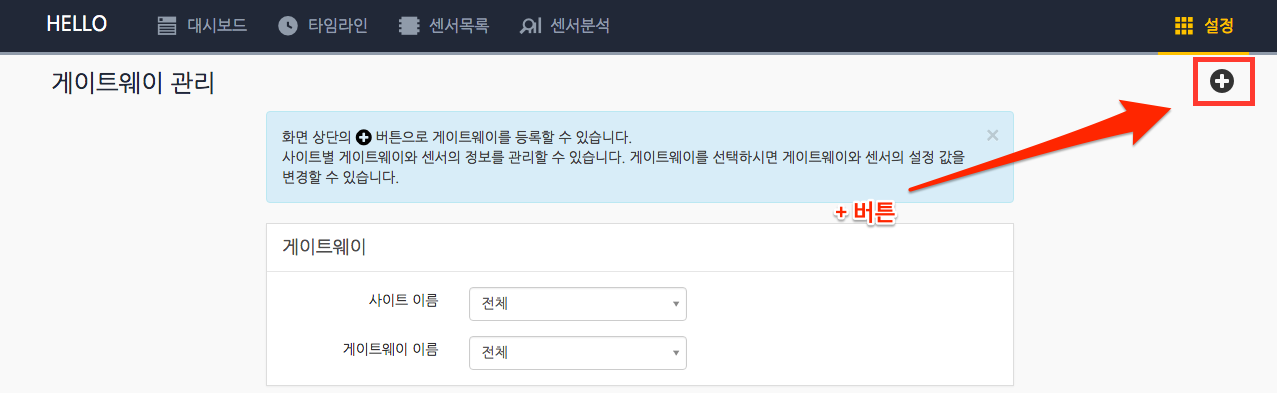 HELLO 대시보드 타임라인 센서목록 센서분석 설정
게이트웨이 관리
화면 상단의 버튼으로 게이트웨이를 등록할 수 있습니다.
사이트별 게이트웨이와 센서의 정보를 관리할 수 있습니다. 게이트웨이를 선택하시면 게이트웨이와 센서의 설정 값을
변경할 수 있습니다.
+ 버튼
게이트웨이
사이트 이름 전체
게이트웨이 이름 전체